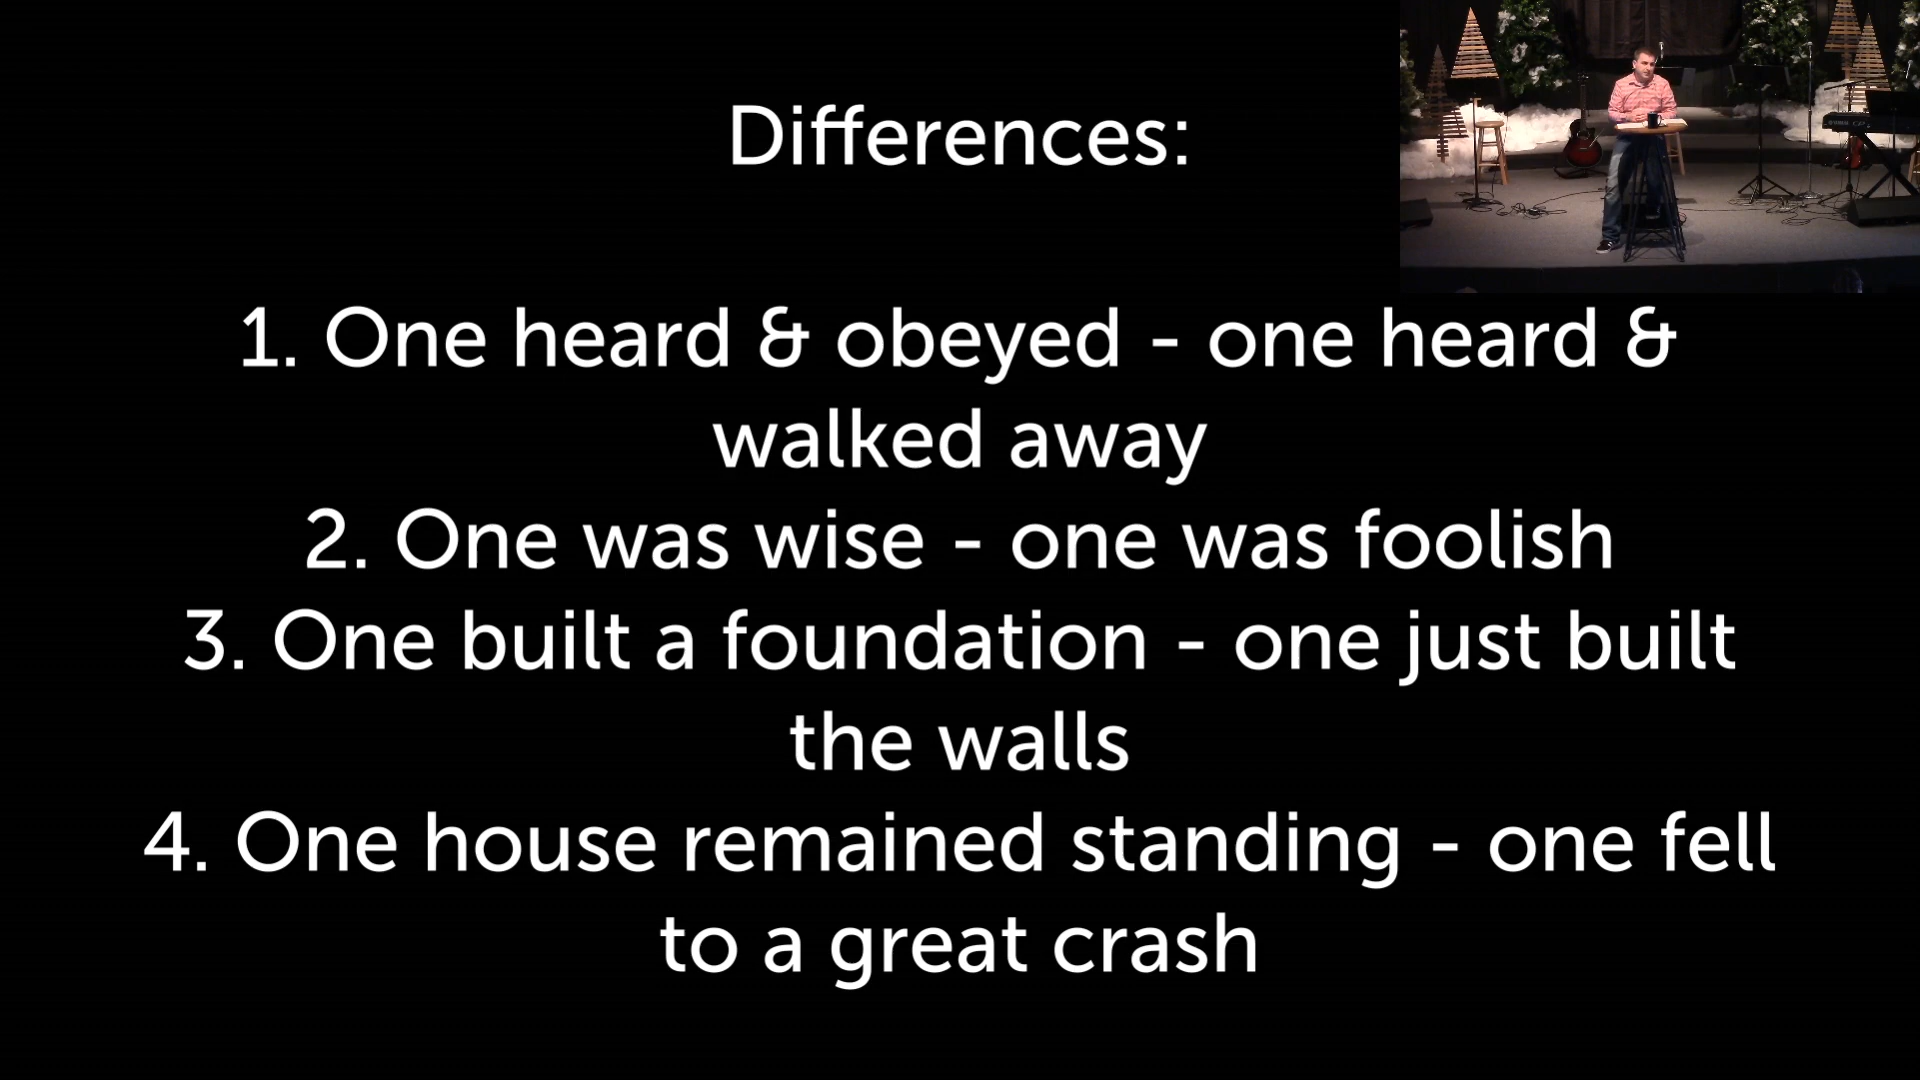 Differences:
1. One heard & obeyed - one heard &
walked away
2. One was wise - one was foolish
3. One built a foundation - one just built
the walls
4. One house remained standing - one fell
to a great crash